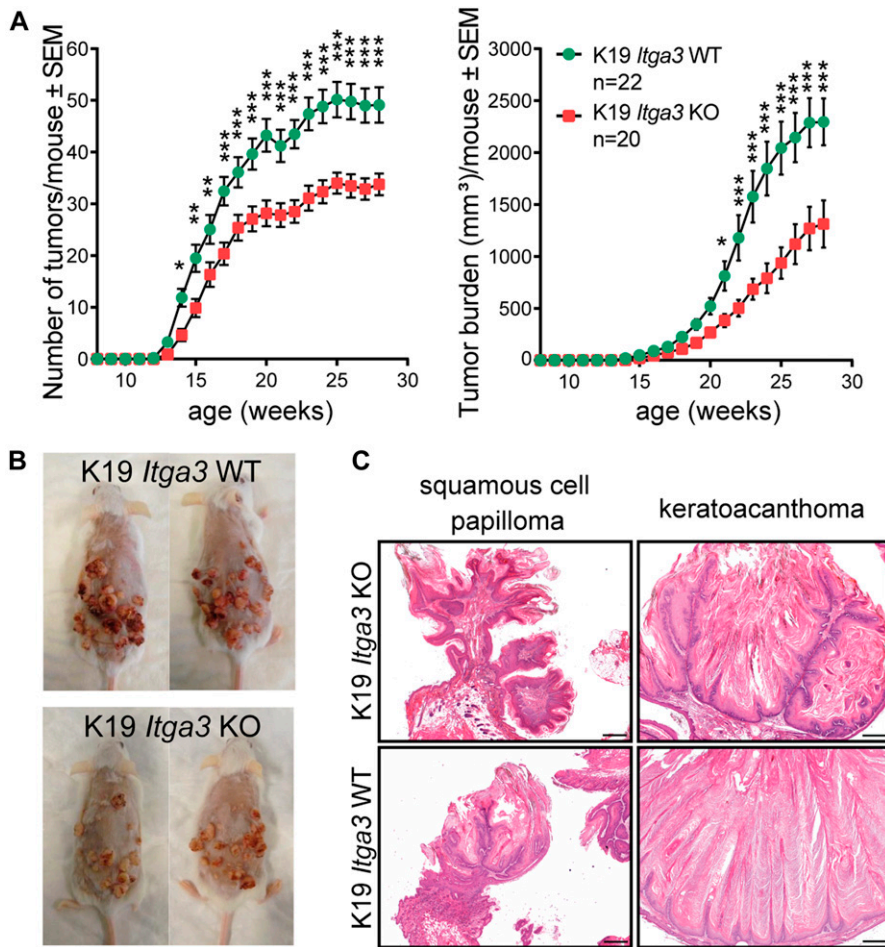 A
Number of tumors/mouse ± SEM
60
50
40
30
20
10
0
* ** ** *** *** *** *** *** *** *** *** *** *** *** ***
10 15 20 25 30
age (weeks)
Tumor burden (mm³)/mouse ± SEM
3000
2500
2000
1500
1000
500
0
* *** *** *** *** *** *** ***
10 15 20 25 30
age (weeks)
K19 Itga3 WT
n=22
K19 Itga3 KO
n=20
B
K19 Itga3 WT
K19 Itga3 KO
C
squamous cell
papilloma
keratoacanthoma
K19 Itga3 KO
K19 Itga3 WT